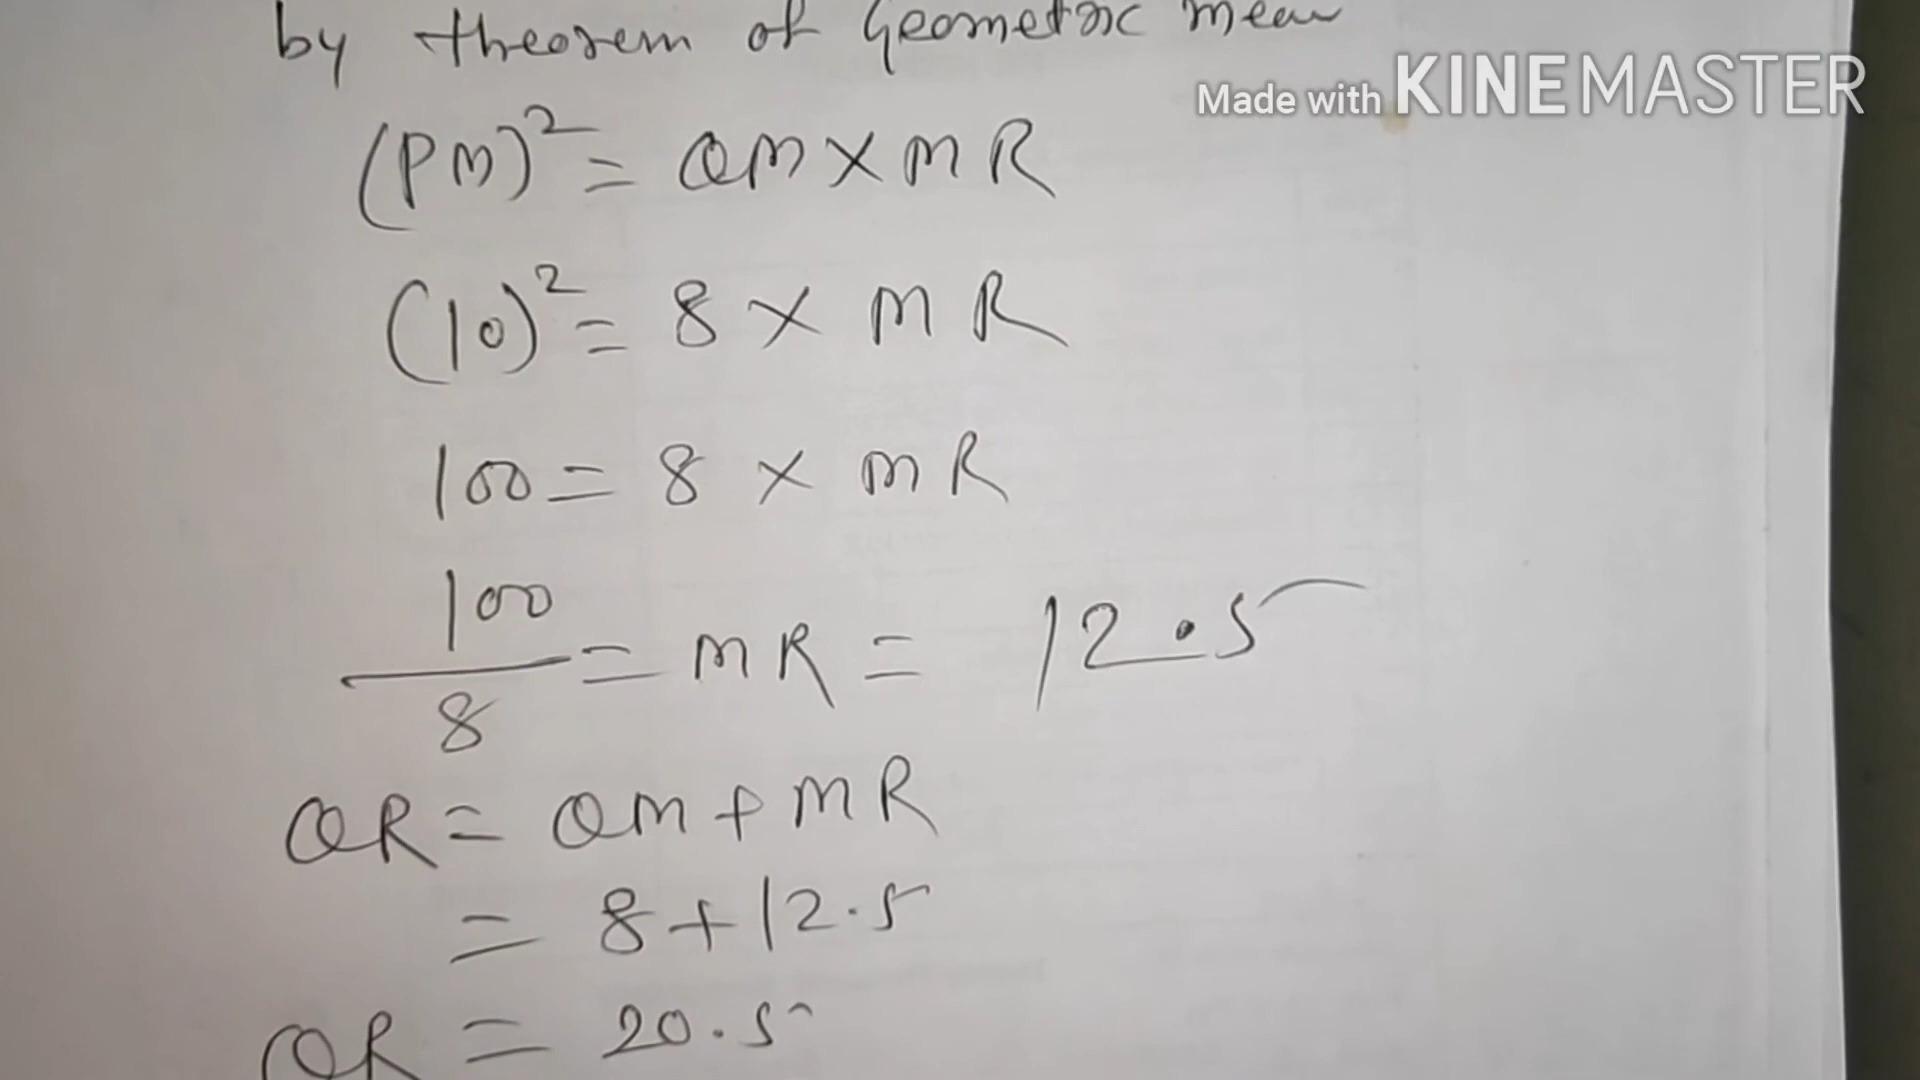 by theorem of Geometric mean
Made with KINEMASTER
(PM)² = QM × MR
(10)² = 8 × MR
100 = 8 × MR
100/8 = MR = 12.5
QR = QM + MR
= 8 + 12.5
QR = 20.5